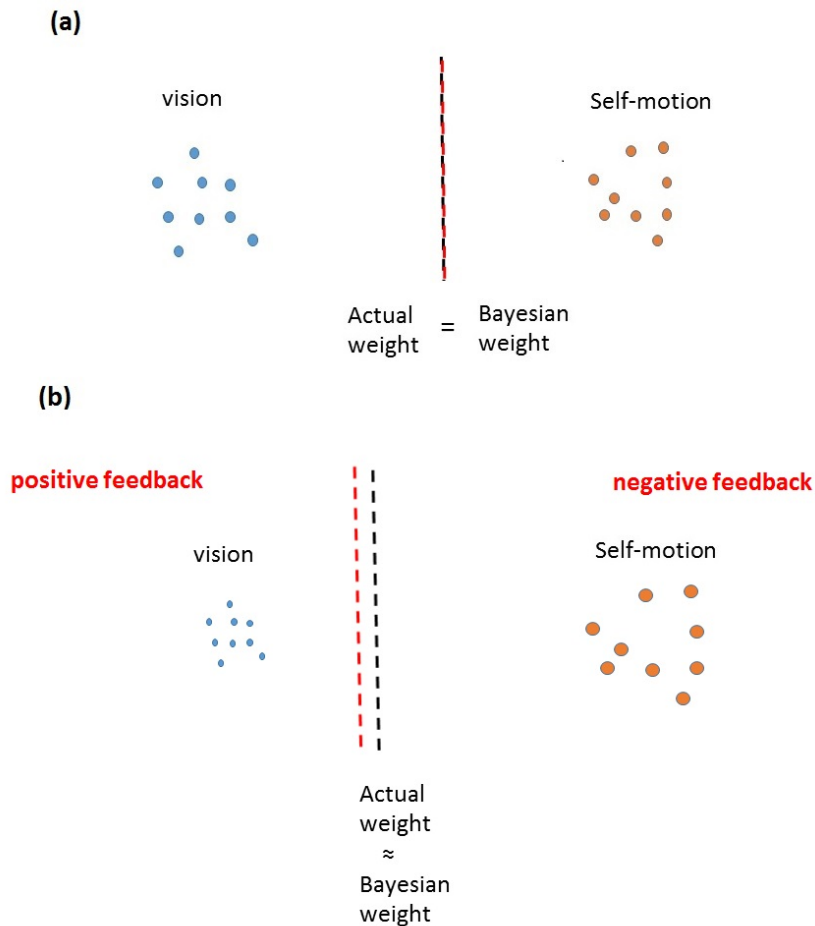 (a)
vision
Self-motion
Actual weight = Bayesian weight
(b)
positive feedback
negative feedback
vision
Self-motion
Actual
weight
≈
Bayesian
weight